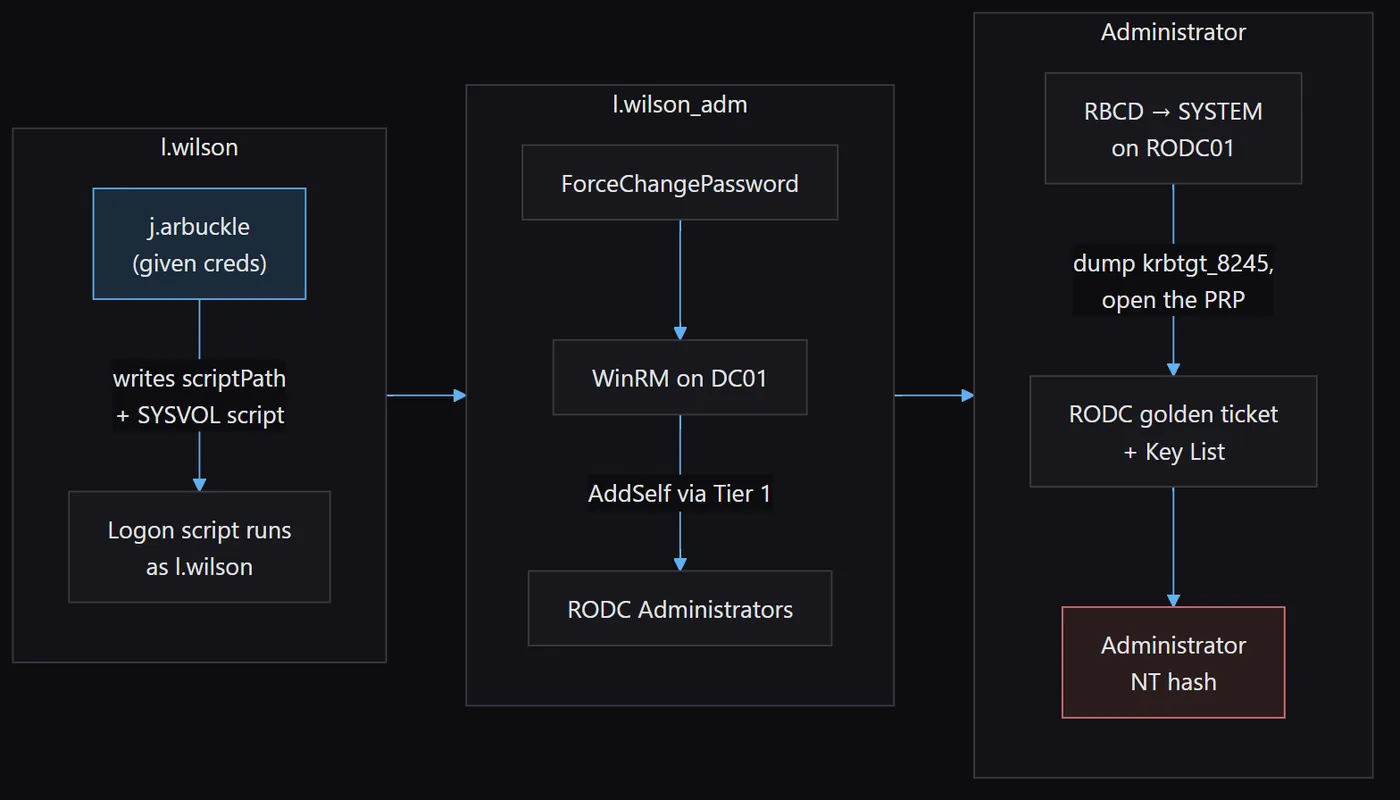 l.wilson
j.arbuckle
(given creds)
writes scriptPath
+ SYSVOL script
Logon script runs
as l.wilson
l.wilson_adm
ForceChangePassword
WinRM on DC01
AddSelf via Tier 1
RODC Administrators
Administrator
RBCD → SYSTEM
on RODC01
dump krbtgt_8245,
open the PRP
RODC golden ticket
+ Key List
Administrator
NT hash